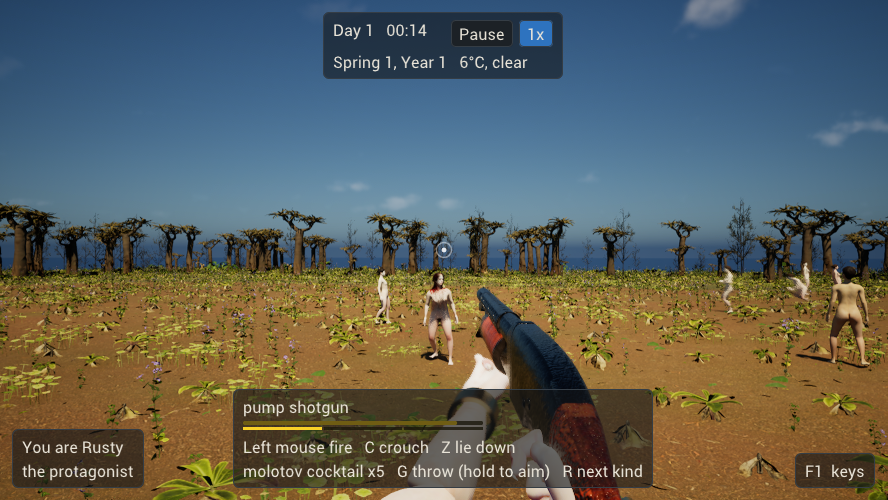 Day 1 00:14 Pause 1x
Spring 1, Year 1 6°C, clear
pump shotgun
Left mouse fire C crouch Z lie down
molotov cocktail x5 G throw (hold to aim) R next kind
You are Rusty
the protagonist
F1 keys